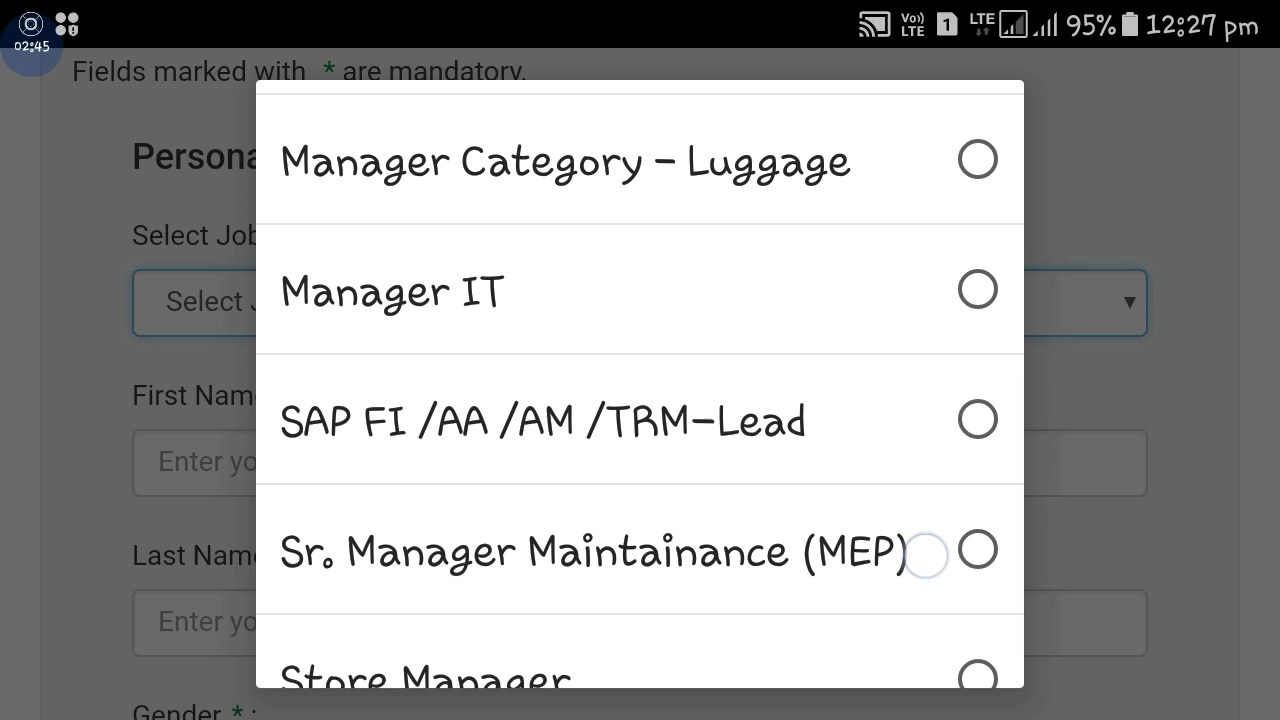 02:45
Vo)) LTE 1 LTE 95% 12:27 pm
Fields marked with * are mandatory.
Persona
Manager Category - Luggage
Select Job
Select J
Manager IT
First Nam
SAP FI /AA /AM /TRM-Lead
Enter yo
Last Name
Sr. Manager Maintainance (MEP)
Enter yo
Store Manager
Gender * :